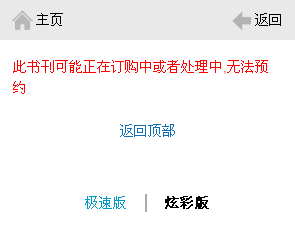 主页 返回
此书刊可能正在订购中或者处理中,无法预
约
返回顶部
极速版 | 炫彩版